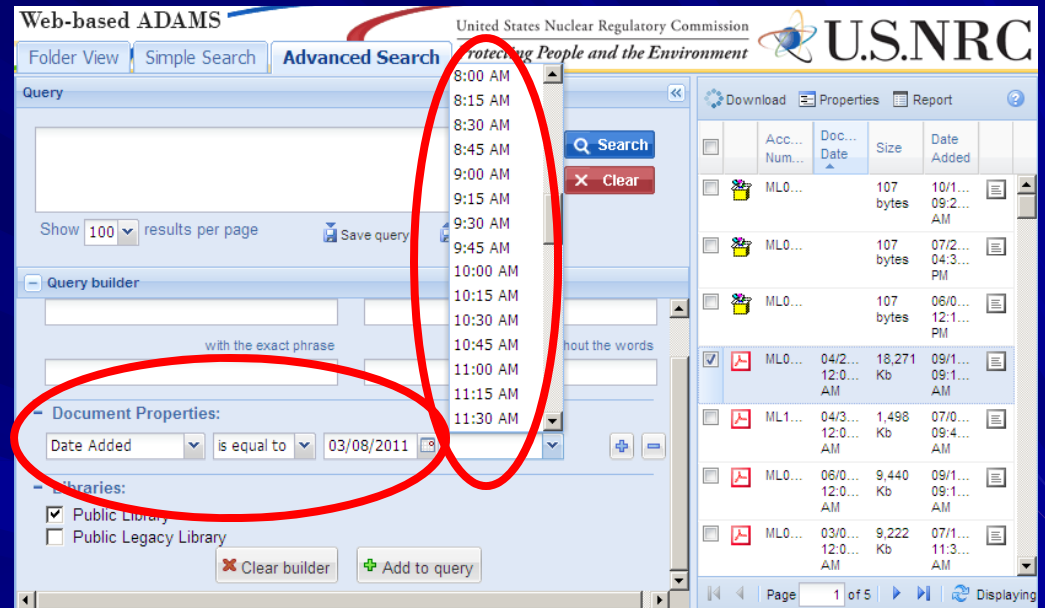 Web-based ADAMS
United States Nuclear Regulatory Commission
Protecting People and the Environment
U.S.NRC
Folder View
Simple Search
Advanced Search
Query
Search
Clear
Show 100 results per page
Save query
Query builder
with the exact phrase
the words
Document Properties:
Date Added
is equal to
03/08/2011
Libraries:
Public Library
Public Legacy Library
Clear builder
Add to query
8:00 AM
8:15 AM
8:30 AM
8:45 AM
9:00 AM
9:15 AM
9:30 AM
9:45 AM
10:00 AM
10:15 AM
10:30 AM
10:45 AM
11:00 AM
11:15 AM
11:30 AM
Download Properties Report
Acc... Num... Doc... Date Size Date Added
ML0... 107 bytes 10/1... 09:2... AM
ML0... 107 bytes 07/2... 04:3... PM
ML0... 107 bytes 06/0... 12:1... PM
ML0... 04/2... 12:0... AM 18,271 Kb 09/1... 09:1... AM
ML1... 04/3... 12:0... AM 1,498 Kb 07/0... 09:4... AM
ML0... 06/0... 12:0... AM 9,440 Kb 09/1... 09:1... AM
ML0... 03/0... 12:0... AM 9,222 Kb 07/1... 11:3... AM
Page 1 of 5 Displaying